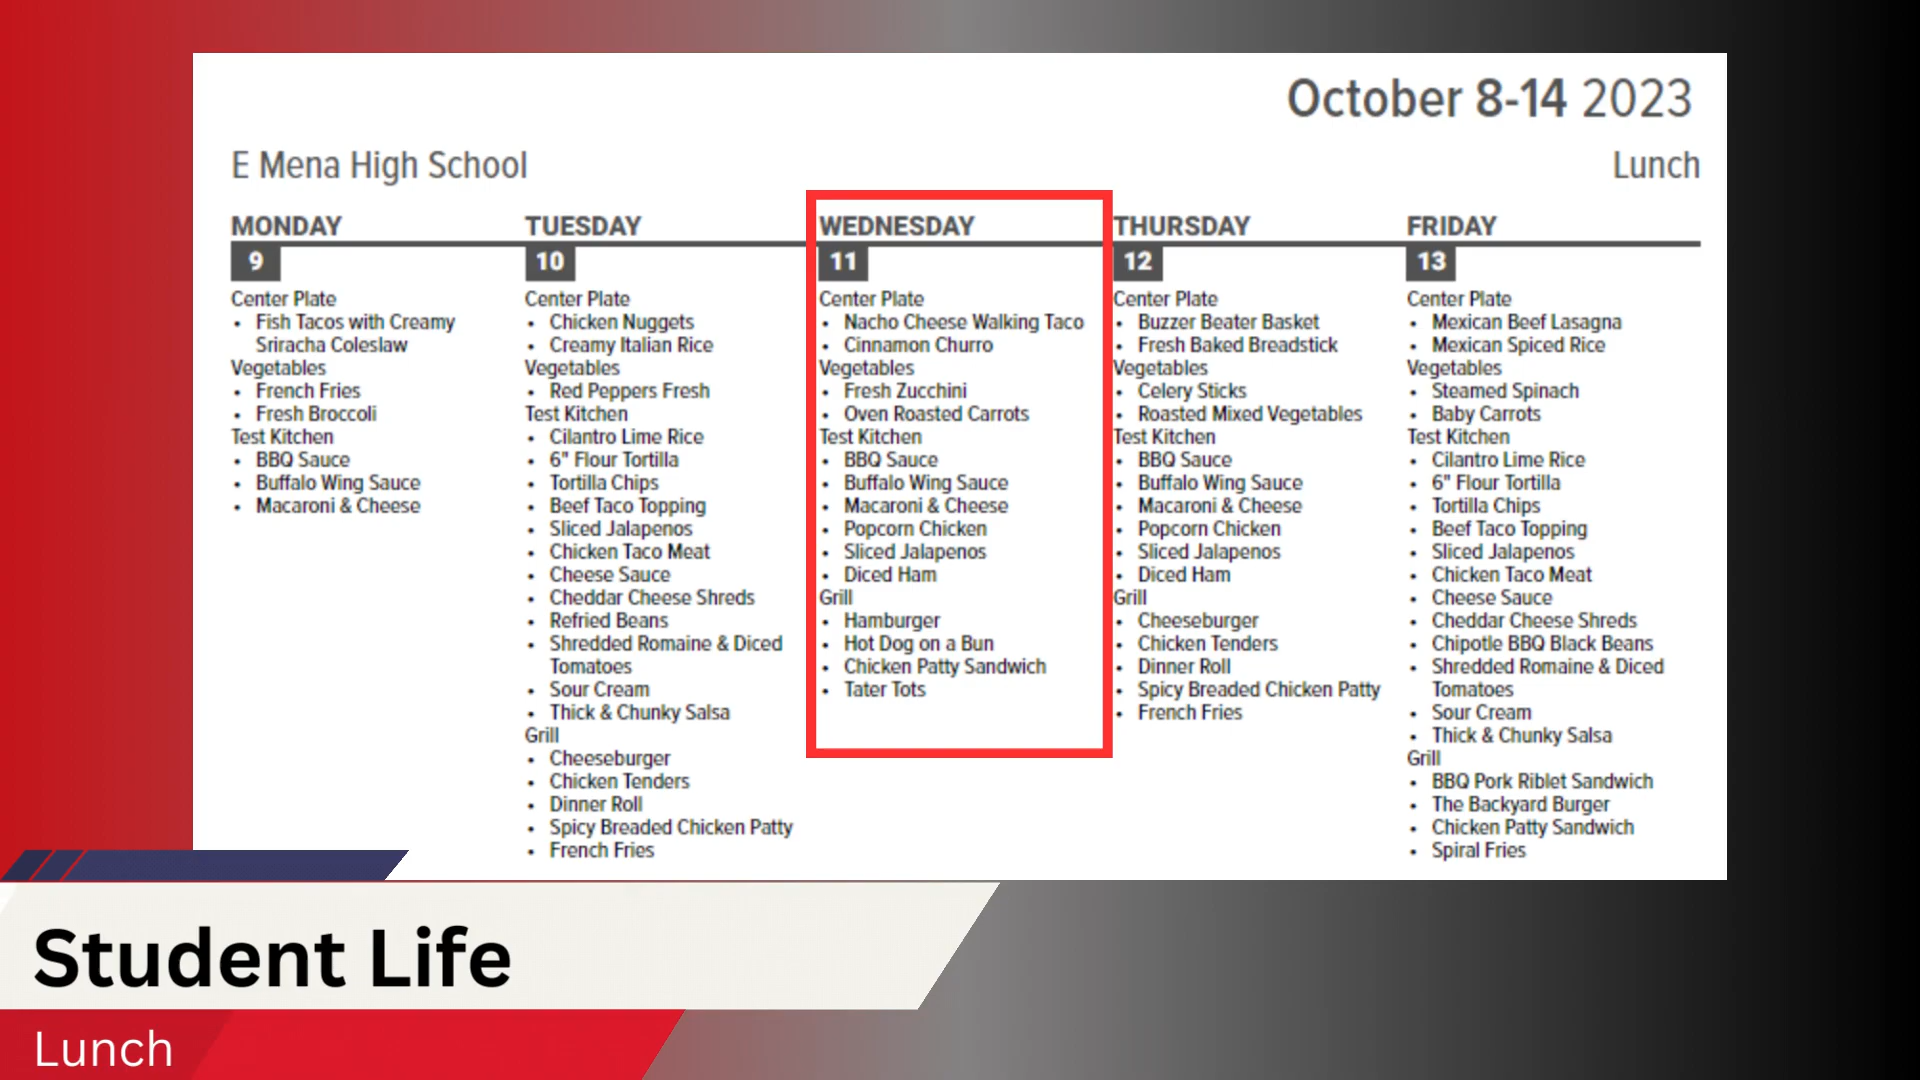 October 8-14 2023
E Mena High School
Lunch
MONDAY
9
Center Plate
• Fish Tacos with Creamy
Sriracha Coleslaw
Vegetables
• French Fries
• Fresh Broccoli
Test Kitchen
• BBQ Sauce
• Buffalo Wing Sauce
• Macaroni & Cheese
TUESDAY
10
Center Plate
• Chicken Nuggets
• Creamy Italian Rice
Vegetables
• Red Peppers Fresh
Test Kitchen
• Cilantro Lime Rice
• 6" Flour Tortilla
• Tortilla Chips
• Beef Taco Topping
• Sliced Jalapenos
• Chicken Taco Meat
• Cheese Sauce
• Cheddar Cheese Shreds
• Refried Beans
• Shredded Romaine & Diced
Tomatoes
• Sour Cream
• Thick & Chunky Salsa
Grill
• Cheeseburger
• Chicken Tenders
• Dinner Roll
• Spicy Breaded Chicken Patty
• French Fries
WEDNESDAY
11
Center Plate
• Nacho Cheese Walking Taco
• Cinnamon Churro
Vegetables
• Fresh Zucchini
• Oven Roasted Carrots
Test Kitchen
• BBQ Sauce
• Buffalo Wing Sauce
• Macaroni & Cheese
• Popcorn Chicken
• Sliced Jalapenos
• Diced Ham
Grill
• Hamburger
• Hot Dog on a Bun
• Chicken Patty Sandwich
• Tater Tots
THURSDAY
12
Center Plate
• Buzzer Beater Basket
• Fresh Baked Breadstick
Vegetables
• Celery Sticks
• Roasted Mixed Vegetables
Test Kitchen
• BBQ Sauce
• Buffalo Wing Sauce
• Macaroni & Cheese
• Popcorn Chicken
• Sliced Jalapenos
• Diced Ham
Grill
• Cheeseburger
• Chicken Tenders
• Dinner Roll
• Spicy Breaded Chicken Patty
• French Fries
FRIDAY
13
Center Plate
• Mexican Beef Lasagna
• Mexican Spiced Rice
Vegetables
• Steamed Spinach
• Baby Carrots
Test Kitchen
• Cilantro Lime Rice
• 6" Flour Tortilla
• Tortilla Chips
• Beef Taco Topping
• Sliced Jalapenos
• Chicken Taco Meat
• Cheese Sauce
• Cheddar Cheese Shreds
• Chipotle BBQ Black Beans
• Shredded Romaine & Diced
Tomatoes
• Sour Cream
• Thick & Chunky Salsa
Grill
• BBQ Pork Riblet Sandwich
• The Backyard Burger
• Chicken Patty Sandwich
• Spiral Fries
Student Life
Lunch